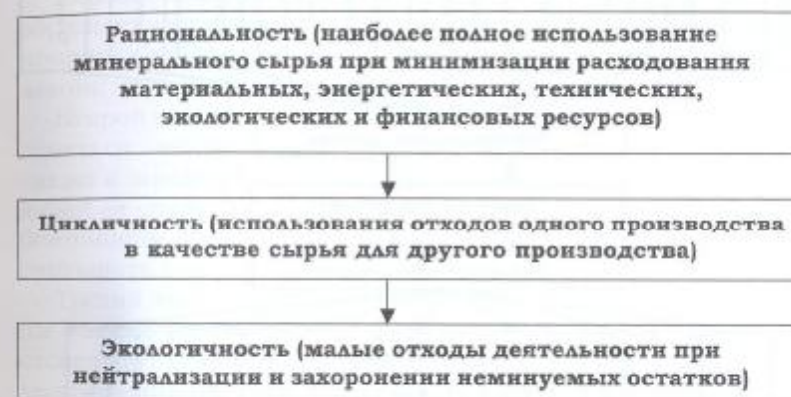 Рациональность (наиболее полное использование
минерального сырья при минимизации расходования
материальных, энергетических, технических,
экологических и финансовых ресурсов)
Цикличность (использования отходов одного производства
в качестве сырья для другого производства)
Экологичность (малые отходы деятельности при
нейтрализации и захоронении неминуемых остатков)